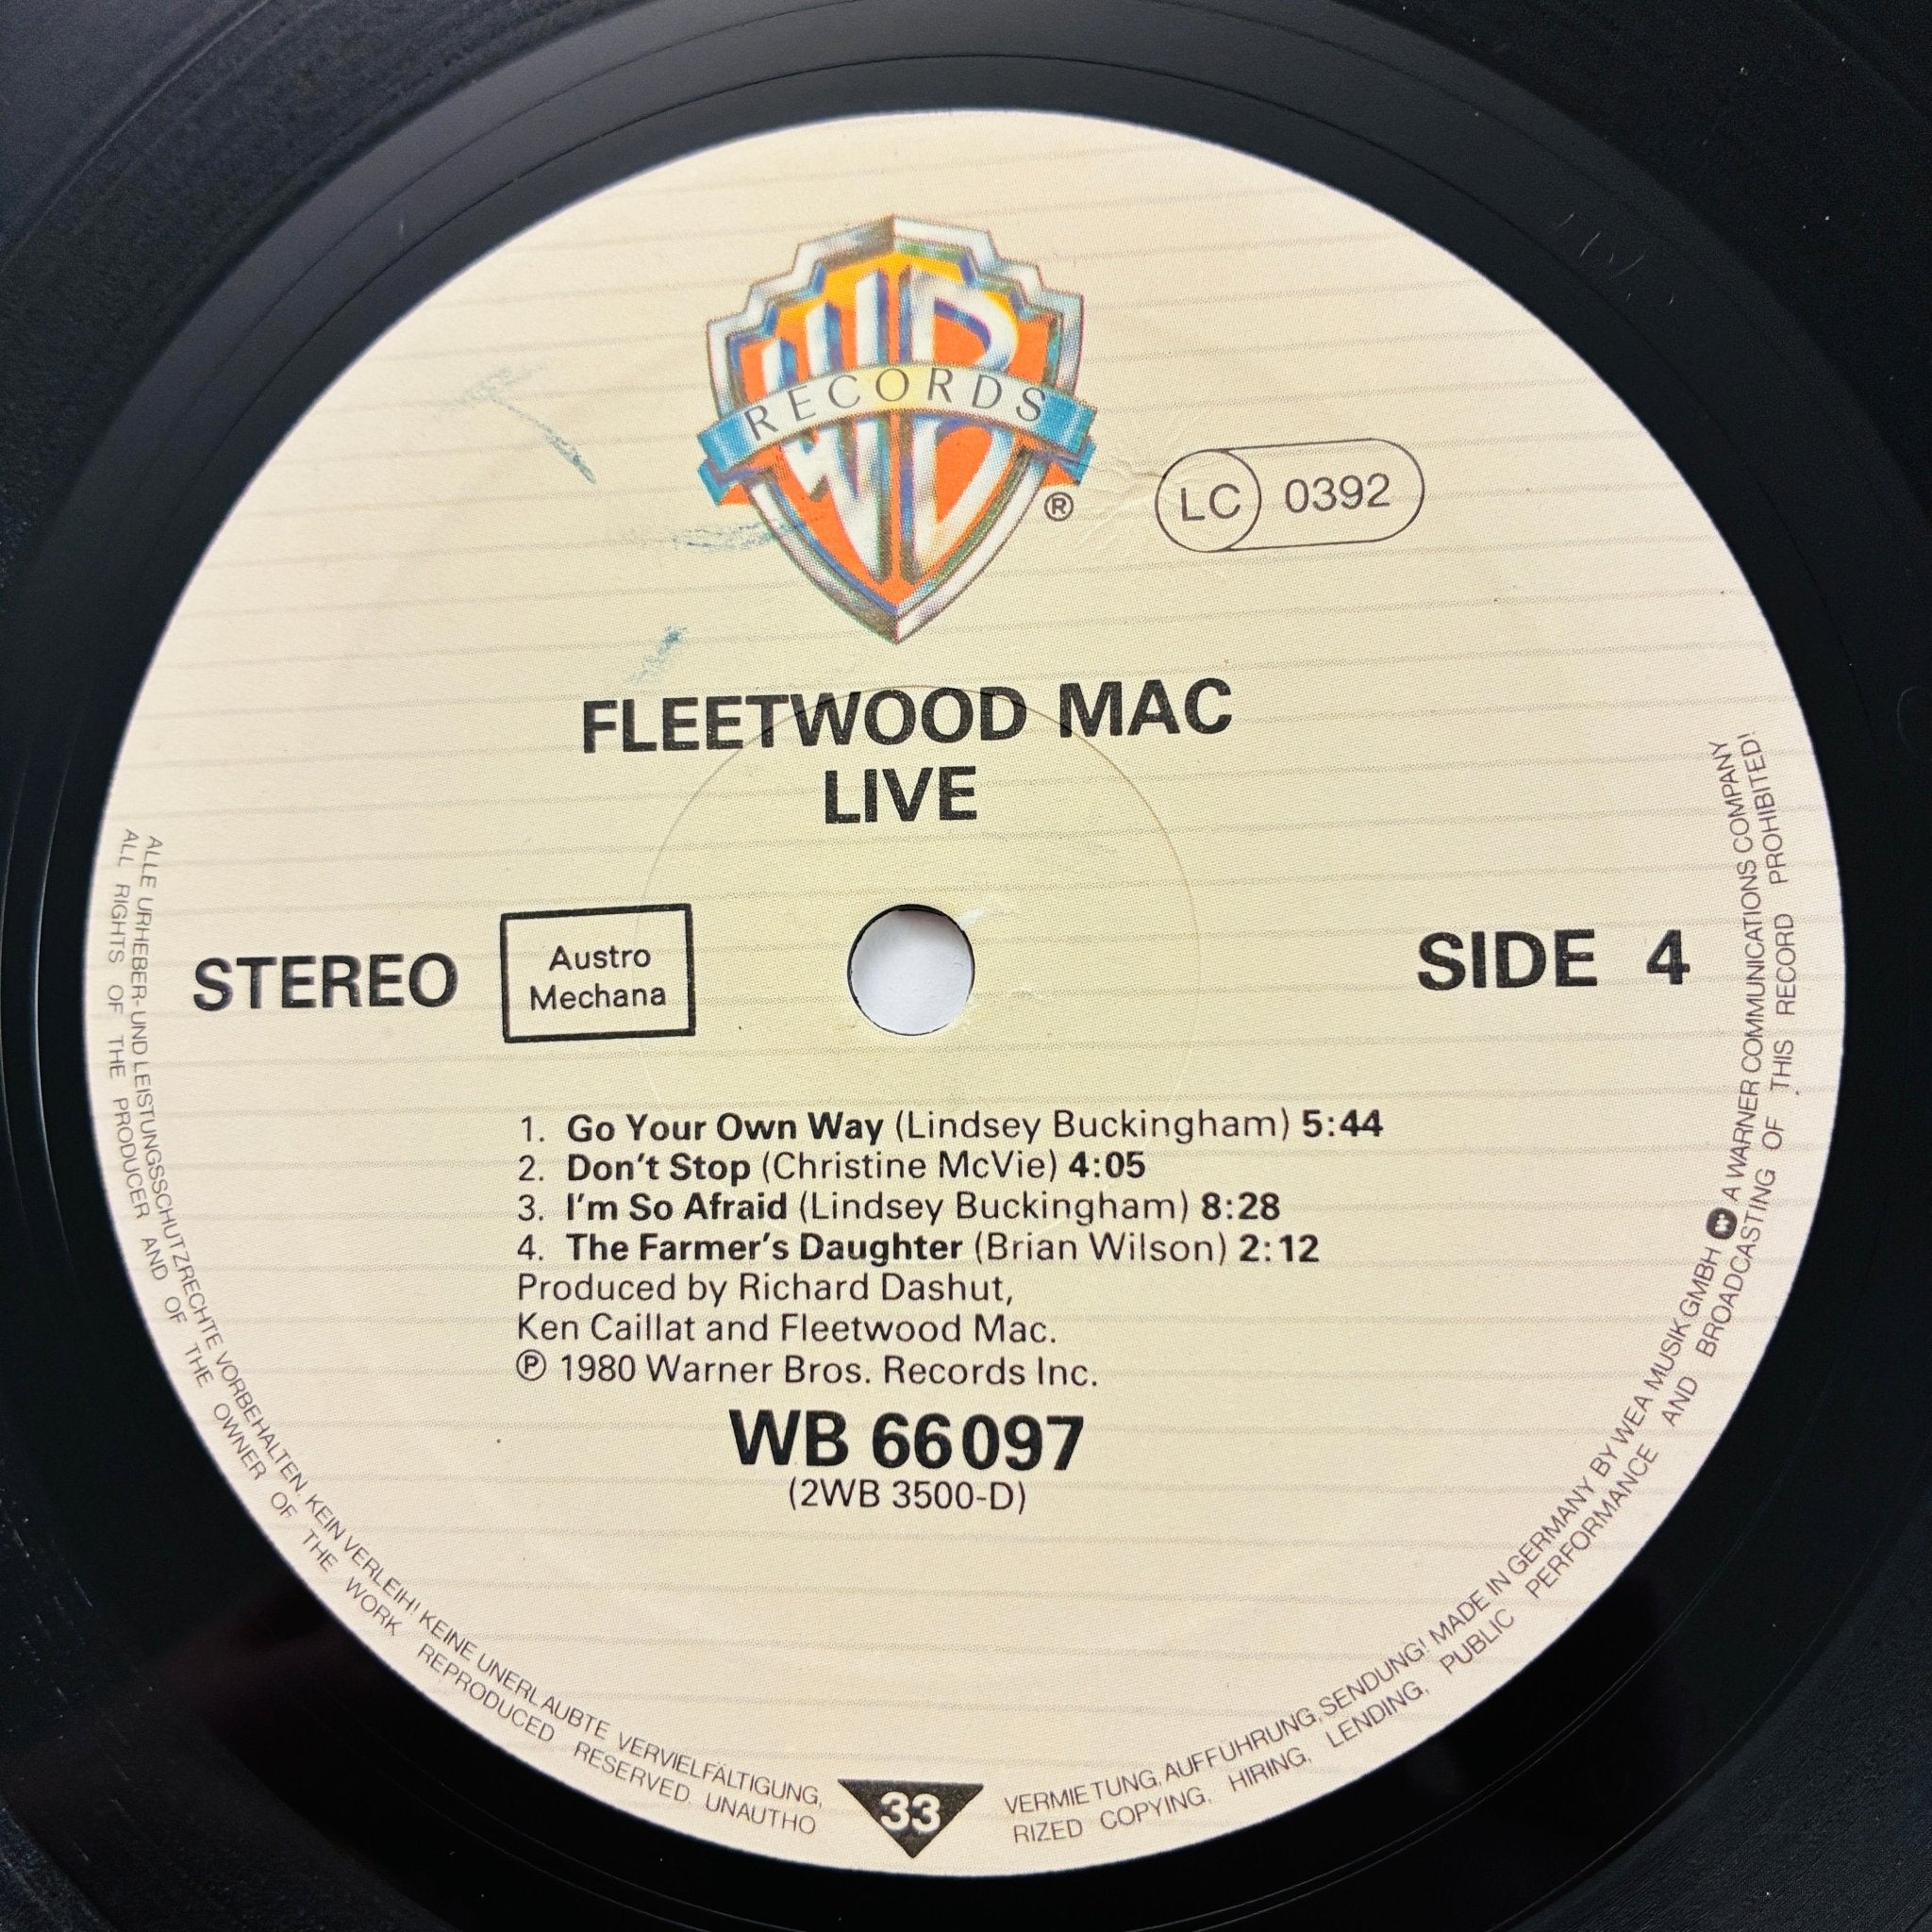 WB
RECORDS
®
LC 0392
FLEETWOOD MAC
LIVE
STEREO
Austro
Mechana
SIDE 4
1. Go Your Own Way (Lindsey Buckingham) 5:44
2. Don't Stop (Christine McVie) 4:05
3. I'm So Afraid (Lindsey Buckingham) 8:28
4. The Farmer's Daughter (Brian Wilson) 2:12
Produced by Richard Dashut,
Ken Caillat and Fleetwood Mac.
℗ 1980 Warner Bros. Records Inc.
WB 66097
(2WB 3500-D)
33
ALLE URHEBER- UND LEISTUNGSSCHUTZRECHTE VORBEHALTEN. KEIN VERLEIH! KEINE UNERLAUBTE VERVIELFÄLTIGUNG, VERMIETUNG, AUFFÜHRUNG, SENDUNG! MADE IN GERMANY BY WEA MUSIK GMBH A WARNER COMMUNICATIONS COMPANY
ALL RIGHTS OF THE PRODUCER AND OF THE OWNER OF THE WORK REPRODUCED RESERVED. UNAUTHORIZED COPYING, HIRING, LENDING, PUBLIC PERFORMANCE AND BROADCASTING OF THIS RECORD PROHIBITED!